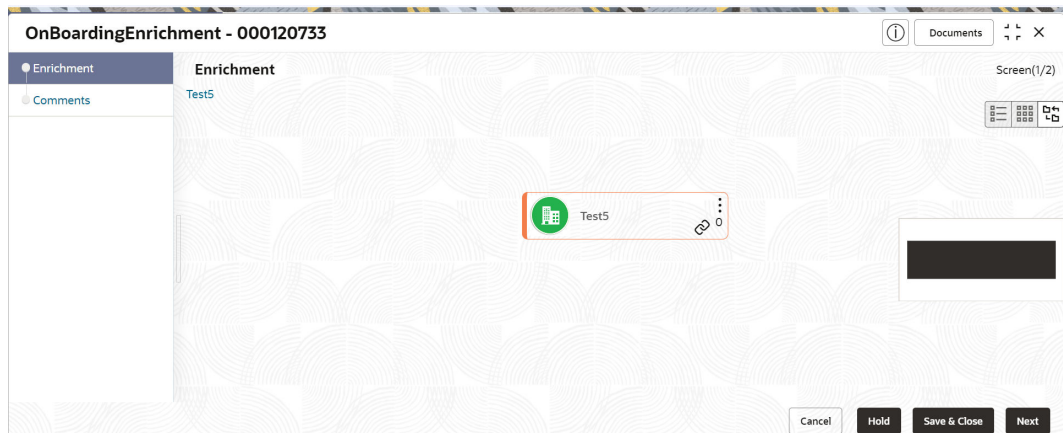 OnBoardingEnrichment - 000120733
Documents
Enrichment
Comments
Enrichment
Screen(1/2)
Test5
Test5
0
Cancel
Hold
Save & Close
Next